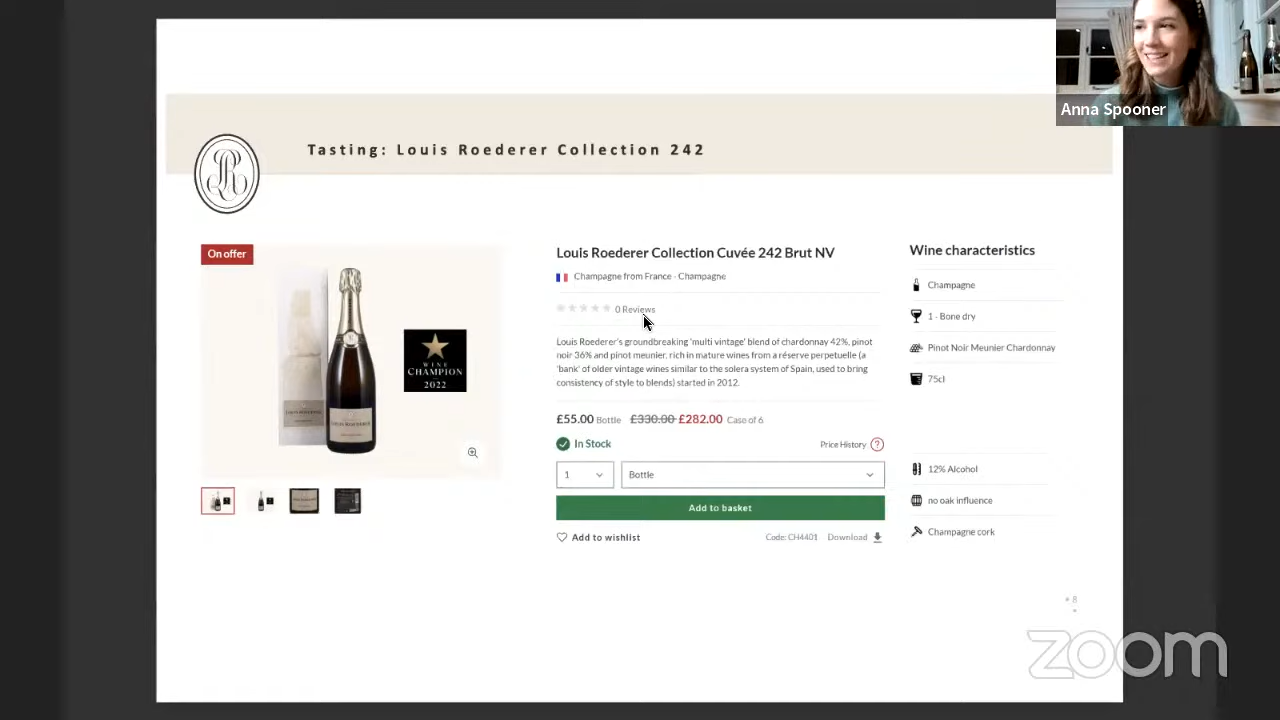 Anna Spooner
Tasting: Louis Roederer Collection 242
On offer
WINE
CHAMPION
2022
LOUIS ROEDERER
Louis Roederer Collection Cuvée 242 Brut NV
Champagne from France - Champagne
0 Reviews
Louis Roederer's groundbreaking 'multi vintage' blend of chardonnay 42%, pinot
noir 36% and pinot meunier, rich in mature wines from a réserve perpetuelle (a
'bank' of older vintage wines similar to the solera system of Spain, used to bring
consistency of style to blends) started in 2012.
£55.00 Bottle £330.00 £282.00 Case of 6
In Stock
Price History ?
1
Bottle
Add to basket
Add to wishlist
Code: CH4401 Download
Wine characteristics
Champagne
1 - Bone dry
Pinot Noir Meunier Chardonnay
75cl
12% Alcohol
no oak influence
Champagne cork
8
zoom